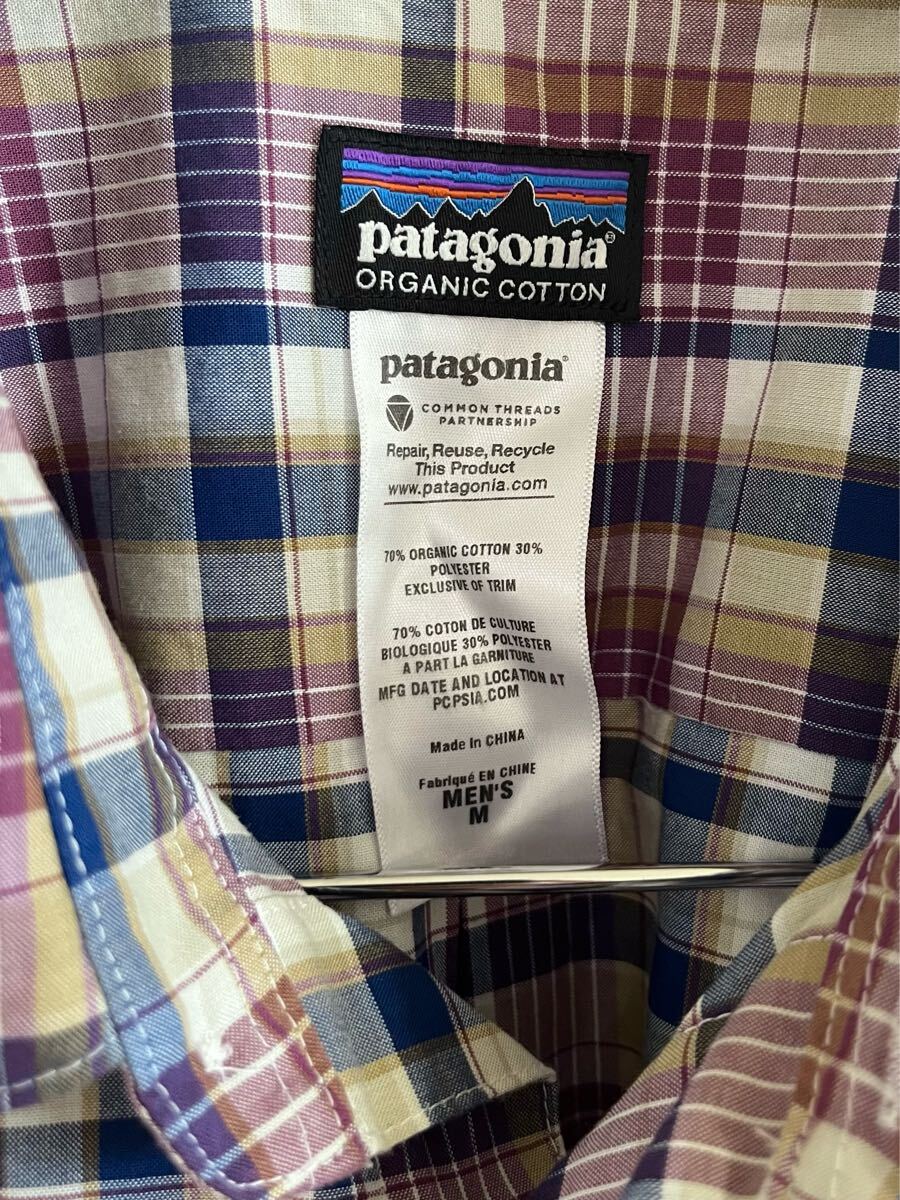 patagonia®
ORGANIC COTTON
patagonia®
COMMON THREADS
PARTNERSHIP
Repair, Reuse, Recycle
This Product
www.patagonia.com
70% ORGANIC COTTON 30%
POLYESTER
EXCLUSIVE OF TRIM
70% COTON DE CULTURE
BIOLOGIQUE 30% POLYESTER
A PART LA GARNITURE
MFG DATE AND LOCATION AT
PCPSIA.COM
Made In CHINA
Fabriqué EN CHINE
MEN'S
M